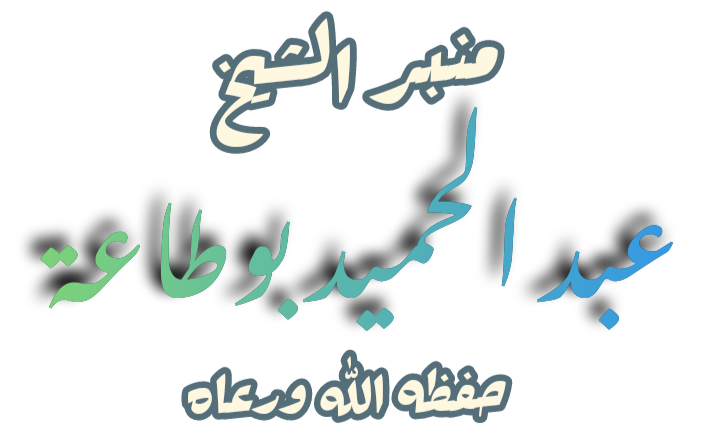 منبر الشيخ
عبد الحميد بوطاعة
حفظه الله ورعاه